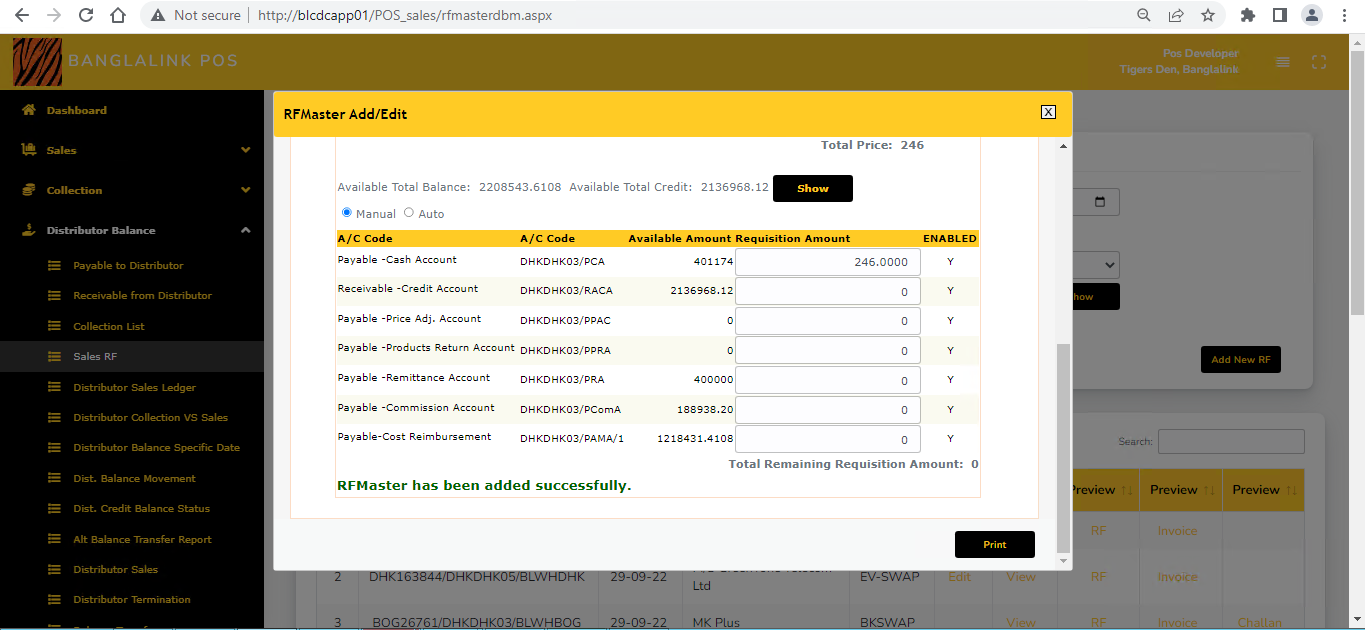 Not secure http://blcdcapp01/POS_sales/rfmasterdbm.aspx
BANGLALINK POS
Pos Developer
Tigers Den, Banglalink
Dashboard
Sales
Collection
Distributor Balance
Payable to Distributor
Receivable from Distributor
Collection List
Sales RF
Distributor Sales Ledger
Distributor Collection VS Sales
Distributor Balance Specific Date
Dist. Balance Movement
Dist. Credit Balance Status
Alt Balance Transfer Report
Distributor Sales
Distributor Termination
RFMaster Add/Edit X
Total Price: 246
Available Total Balance: 2208543.6108 Available Total Credit: 2136968.12 Show
Manual Auto
A/C Code A/C Code Available Amount Requisition Amount ENABLED
Payable -Cash Account DHKDHK03/PCA 401174 246.0000 Y
Receivable -Credit Account DHKDHK03/RACA 2136968.12 0 Y
Payable -Price Adj. Account DHKDHK03/PPAC 0 0 Y
Payable -Products Return Account DHKDHK03/PPRA 0 0 Y
Payable -Remittance Account DHKDHK03/PRA 400000 0 Y
Payable -Commission Account DHKDHK03/PComA 188938.20 0 Y
Payable-Cost Reimbursement DHKDHK03/PAMA/1 1218431.4108 0 Y
Total Remaining Requisition Amount: 0
RFMaster has been added successfully.
Print
how
Add New RF
Search:
Preview Preview Preview
RF Invoice
2 DHK163844/DHKDHK05/BLWHDHK 29-09-22 Ltd EV-SWAP Edit View RF Invoice
3 BOG26761/DHKDHK03/BLWHBOG 29-09-22 MK Plus BKSWAP View RF Challan